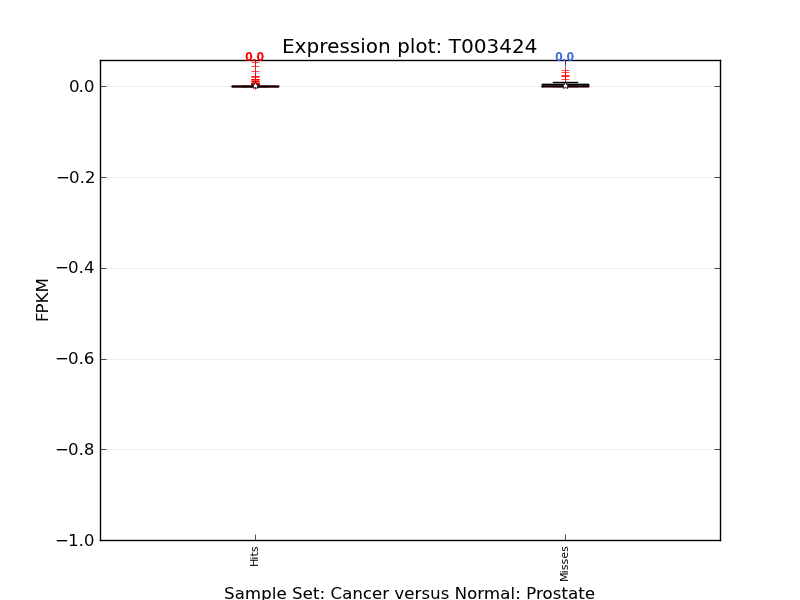 Expression plot: T003424
0.0
0.0
0.0
−0.2
−0.4
−0.6
−0.8
−1.0
FPKM
Hits
Misses
Sample Set: Cancer versus Normal: Prostate